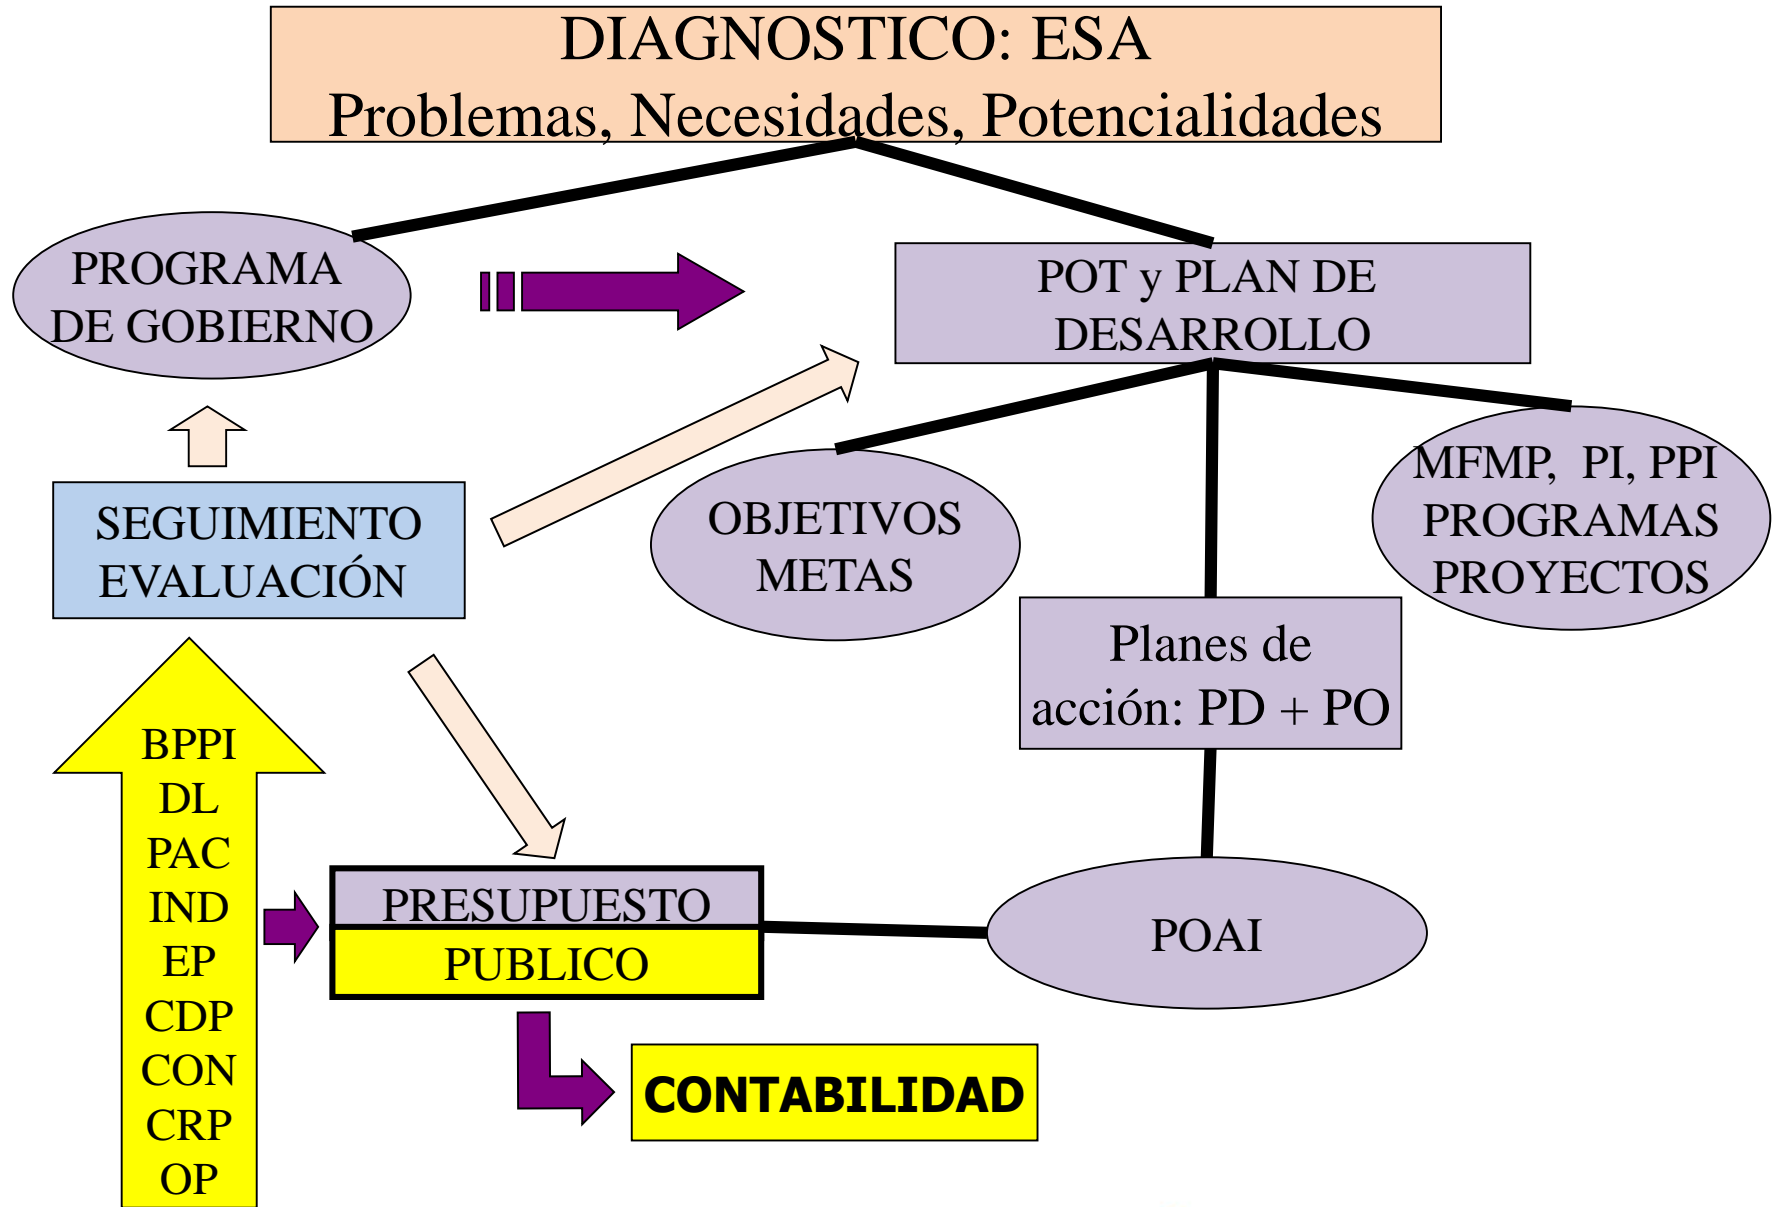 DIAGNOSTICO: ESA
Problemas, Necesidades, Potencialidades
PROGRAMA
DE GOBIERNO
POT y PLAN DE
DESARROLLO
SEGUIMIENTO
EVALUACIÓN
OBJETIVOS
METAS
MFMP, PI, PPI
PROGRAMAS
PROYECTOS
Planes de
acción: PD + PO
BPPI
DL
PAC
IND
EP
CDP
CON
CRP
OP
PRESUPUESTO
PUBLICO
POAI
CONTABILIDAD